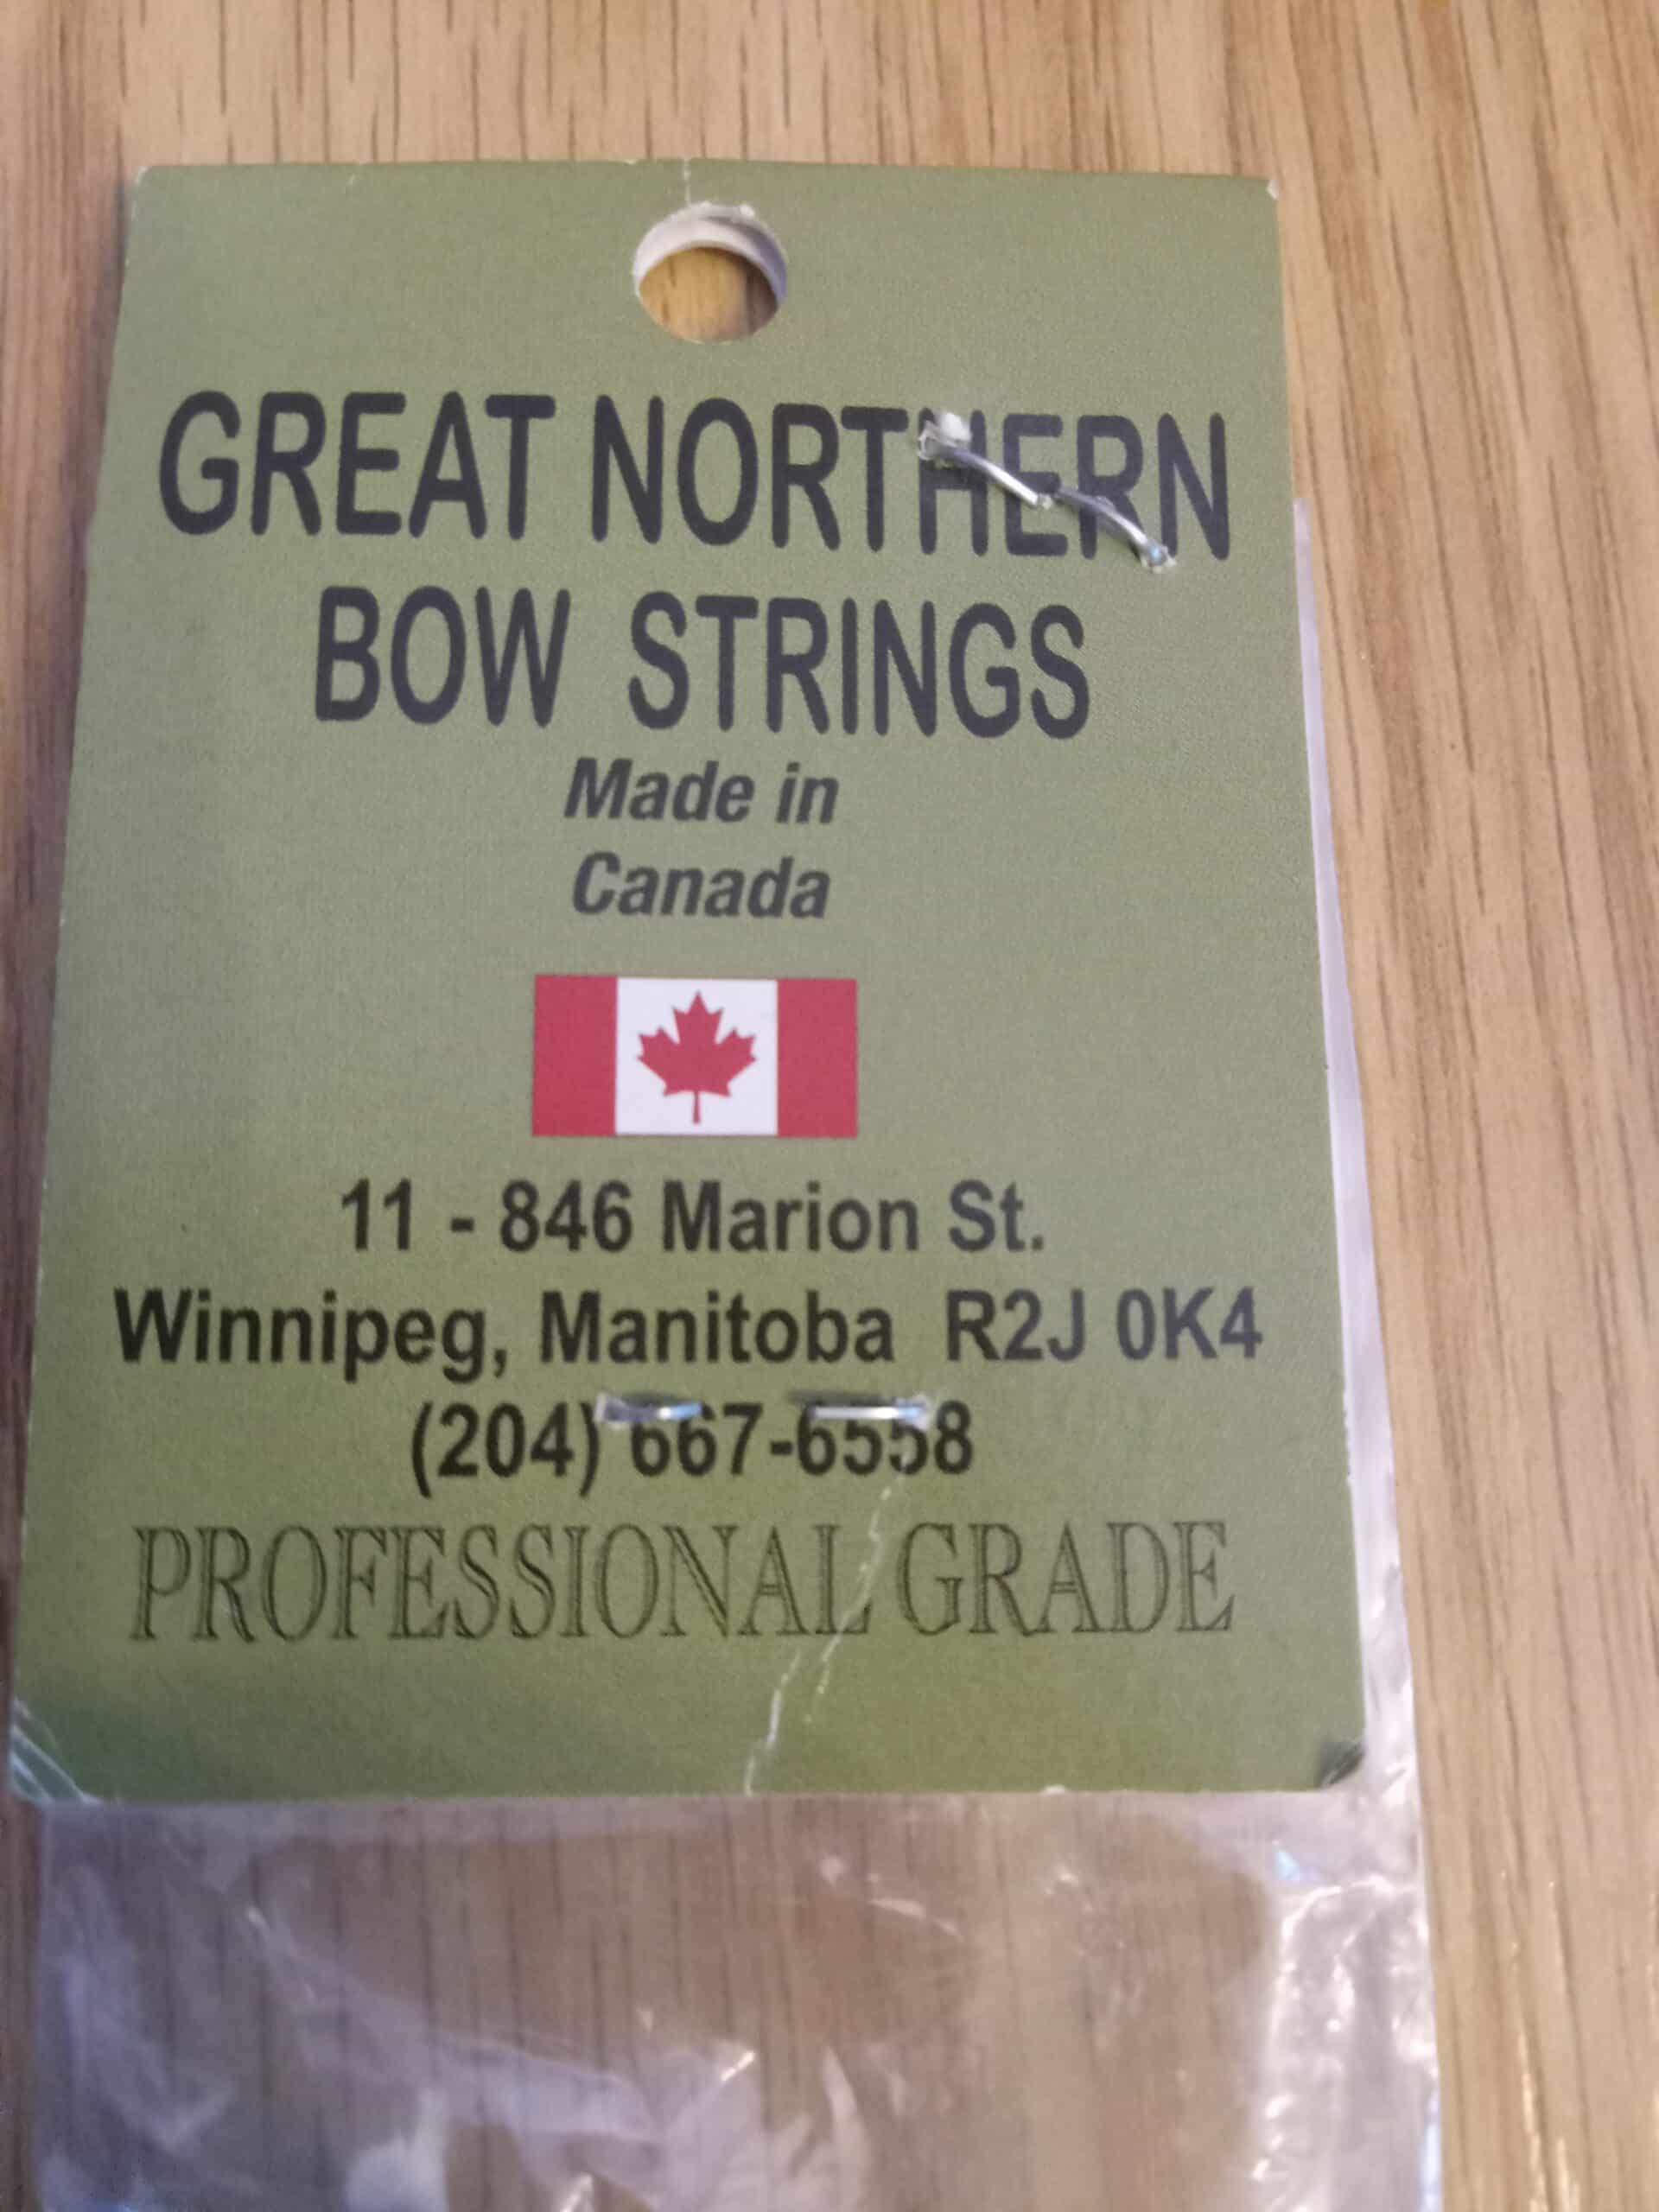 GREAT NORTHERN
BOW STRINGS
Made in
Canada
11 - 846 Marion St.
Winnipeg, Manitoba R2J 0K4
(204) 667-6558
PROFESSIONAL GRADE